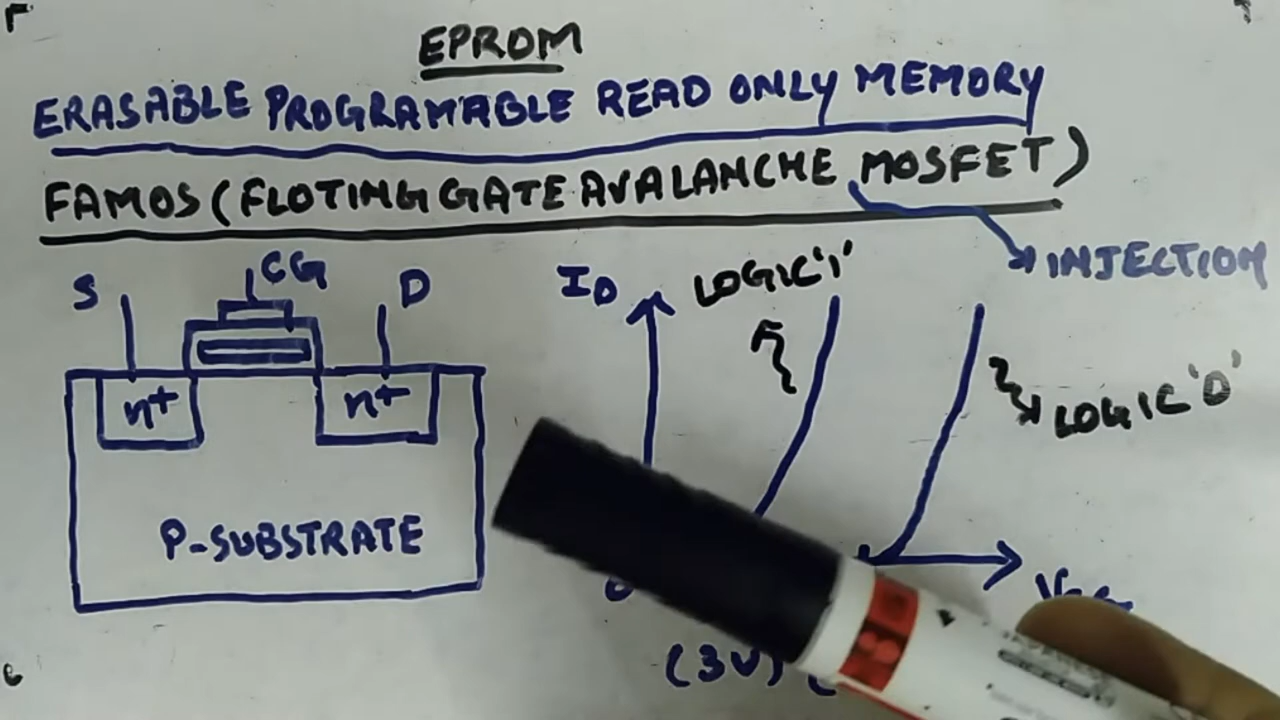 EPROM
ERASABLE PROGRAMABLE READ ONLY MEMORY
FAMOS (FLOTING GATE AVALANCHE MOSFET)
INJECTION
S CG D
n+ n+
P-SUBSTRATE
ID
LOGIC '1'
LOGIC '0'
(3V) (